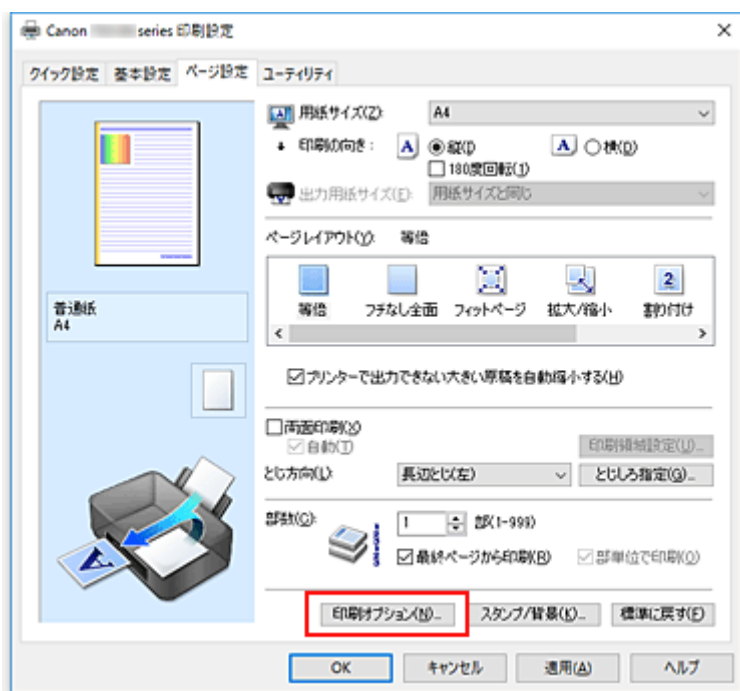 Canon series 印刷設定
クイック設定 基本設定 ページ設定 ユーティリティ
用紙サイズ(Z): A4
印刷の向き: A 縦(I) A 横(D)
180度回転(1)
出力用紙サイズ(E): 用紙サイズと同じ
ページレイアウト(Y): 等倍
等倍 フチなし全面 フィットページ 拡大/縮小 2 割り付け
普通紙
A4
プリンターで出力できない大きい原稿を自動縮小する(H)
両面印刷(X)
自動(T) 印刷領域設定(U)...
とじ方向(L): 長辺とじ(左) とじしろ指定(G)...
部数(C): 1 部(1-999)
最終ページから印刷(R) 部単位で印刷(O)
印刷オプション(N)... スタンプ/背景(K)... 標準に戻す(F)
OK キャンセル 適用(A) ヘルプ